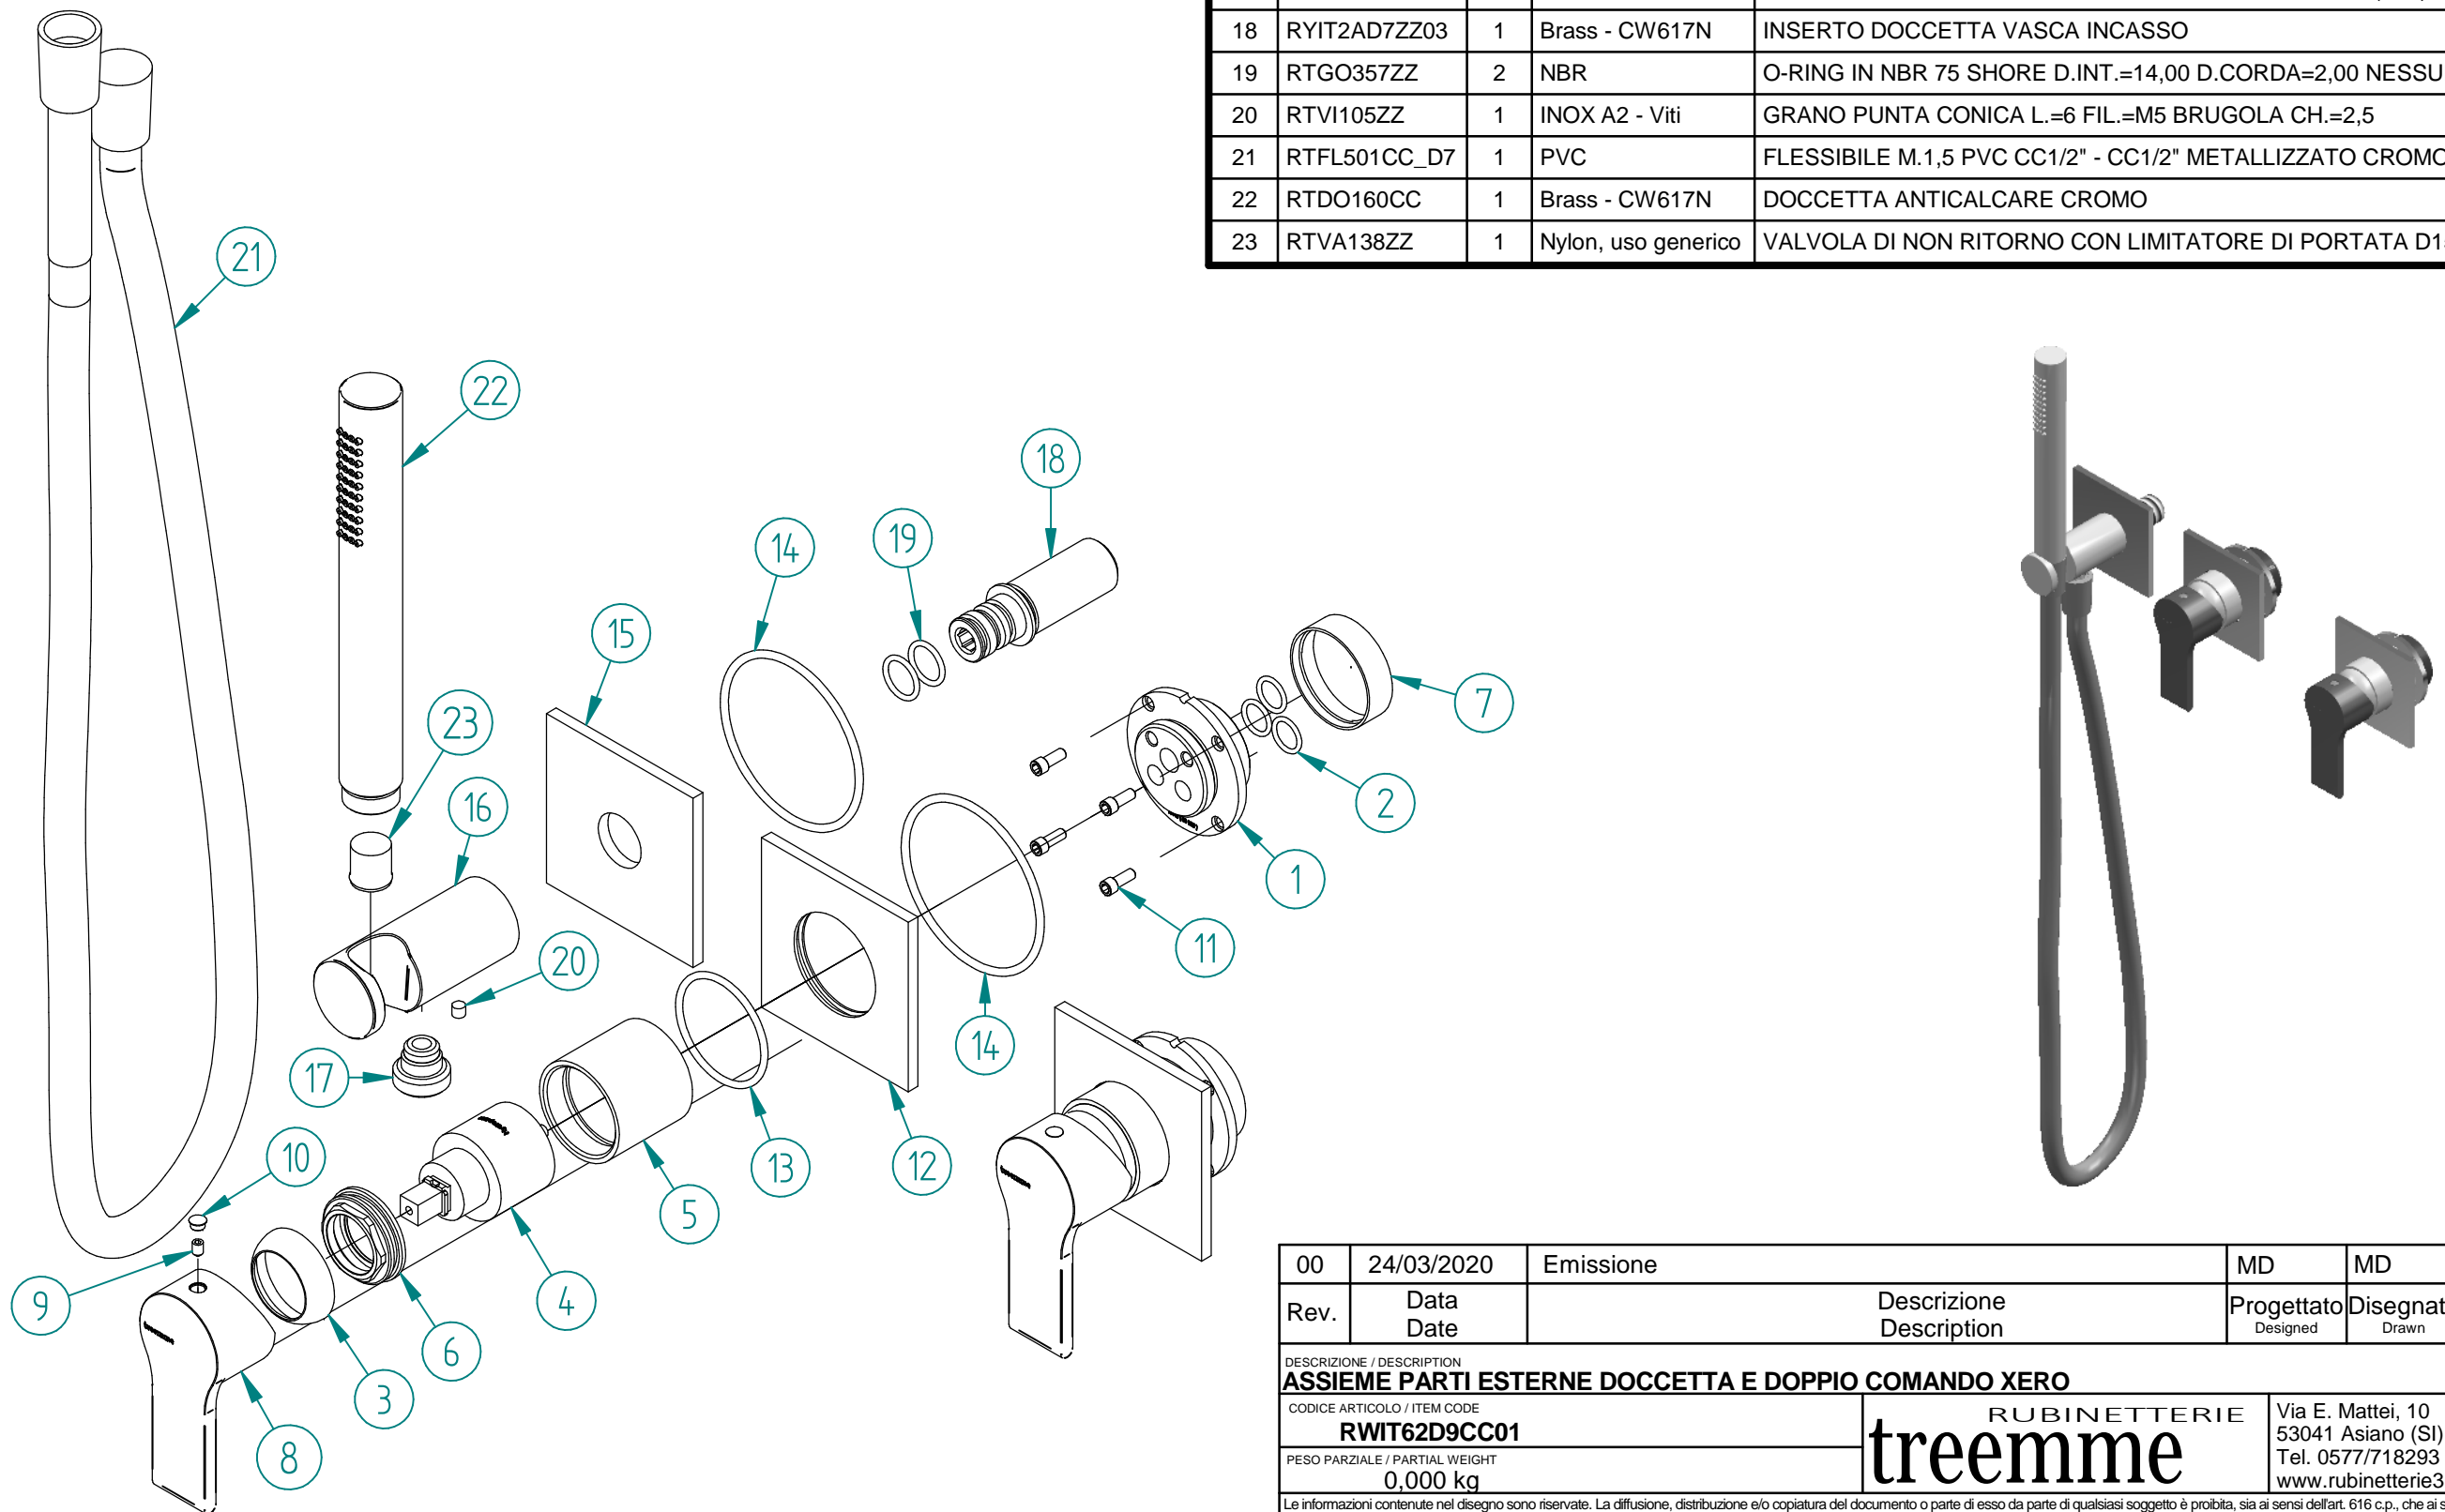 18 RYIT2AD7ZZ03 1 Brass - CW617N INSERTO DOCCETTA VASCA INCASSO
19 RTGO357ZZ 2 NBR O-RING IN NBR 75 SHORE D.INT.=14,00 D.CORDA=2,00 NESSU
20 RTVI105ZZ 1 INOX A2 - Viti GRANO PUNTA CONICA L.=6 FIL.=M5 BRUGOLA CH.=2,5
21 RTFL501CC_D7 1 PVC FLESSIBILE M.1,5 PVC CC1/2" - CC1/2" METALLIZZATO CROMO
22 RTDO160CC 1 Brass - CW617N DOCCETTA ANTICALCARE CROMO
23 RTVA138ZZ 1 Nylon, uso generico VALVOLA DI NON RITORNO CON LIMITATORE DI PORTATA D1
21
22
18
19
14
15
7
23
2
16
1
11
20
14
17
13
12
10
5
4
9
6
3
8
00 24/03/2020 Emissione MD MD
Rev. Data Descrizione Progettato Disegnat
Date Description Designed Drawn
DESCRIZIONE / DESCRIPTION
ASSIEME PARTI ESTERNE DOCCETTA E DOPPIO COMANDO XERO
CODICE ARTICOLO / ITEM CODE
RWIT62D9CC01
PESO PARZIALE / PARTIAL WEIGHT
0,000 kg
RUBINETTERIE
treemme
Via E. Mattei, 10
53041 Asiano (SI)
Tel. 0577/718293
www.rubinetterie3
Le informazioni contenute nel disegno sono riservate. La diffusione, distribuzione e/o copiatura del documento o parte di esso da parte di qualsiasi soggetto è proibita, sia ai sensi dell'art. 616 c.p., che ai s